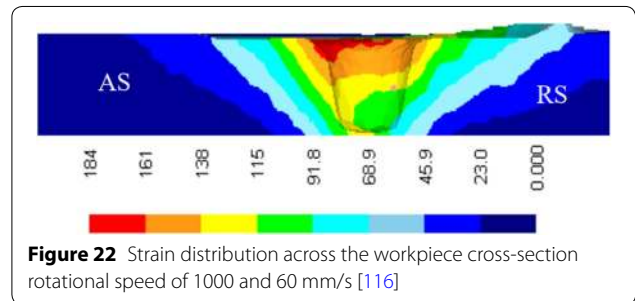 AS
RS
184
161
138
115
91.8
68.9
45.9
23.0
0.000
Figure 22 Strain distribution across the workpiece cross-section
rotational speed of 1000 and 60 mm/s [116]